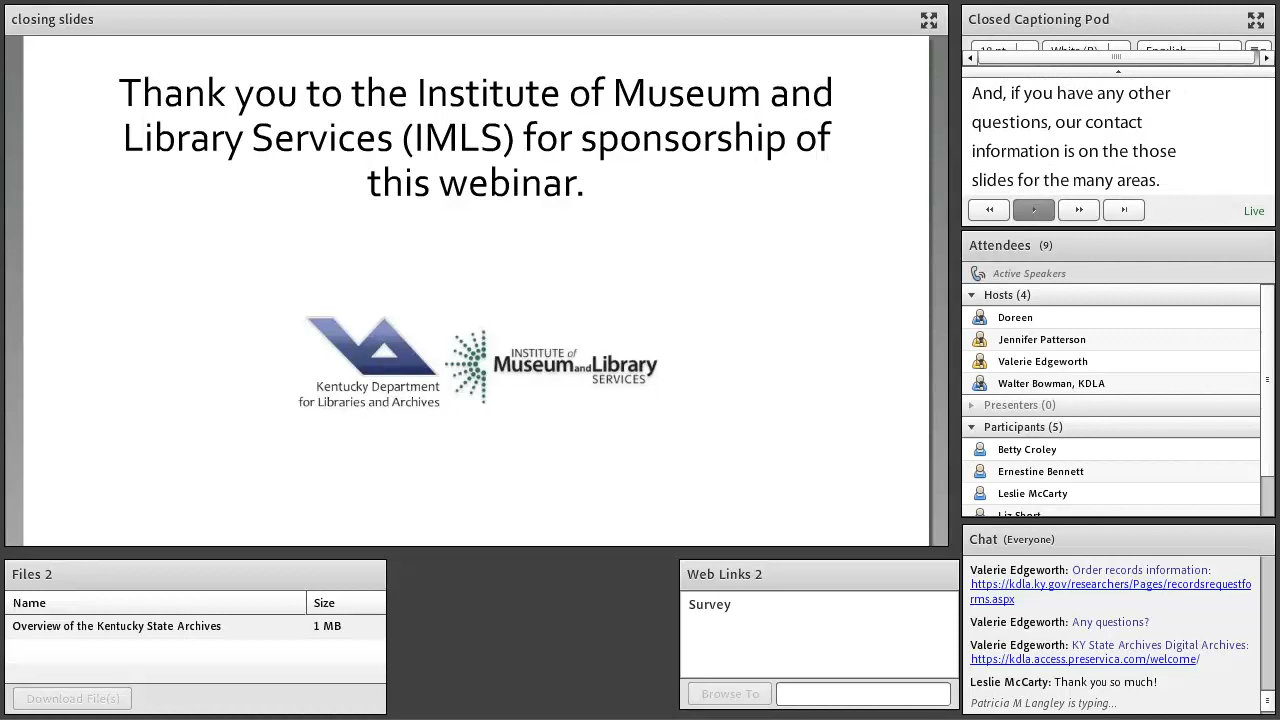 closing slides
Thank you to the Institute of Museum and
Library Services (IMLS) for sponsorship of
this webinar.
Kentucky Department
for Libraries and Archives
INSTITUTE of
Museum and Library
SERVICES
Files 2
Name Size
Overview of the Kentucky State Archives 1 MB
Download File(s)
Web Links 2
Survey
Browse To
Closed Captioning Pod
English
And, if you have any other
questions, our contact
information is on the those
slides for the many areas.
Live
Attendees (9)
Active Speakers
Hosts (4)
Doreen
Jennifer Patterson
Valerie Edgeworth
Walter Bowman, KDLA
Presenters (0)
Participants (5)
Betty Croley
Ernestine Bennett
Leslie McCarty
Liz Short
Chat (Everyone)
Valerie Edgeworth: Order records information:
https://kdla.ky.gov/researchers/Pages/recordsrequestfo
rms.aspx
Valerie Edgeworth: Any questions?
Valerie Edgeworth: KY State Archives Digital Archives:
https://kdla.access.preservica.com/welcome/
Leslie McCarty: Thank you so much!
Patricia M Langley is typing...